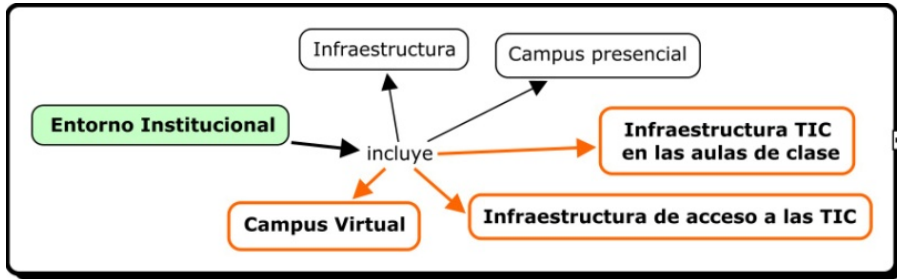 Infraestructura
Campus presencial
Entorno Institucional
incluye
Infraestructura TIC
en las aulas de clase
Campus Virtual
Infraestructura de acceso a las TIC